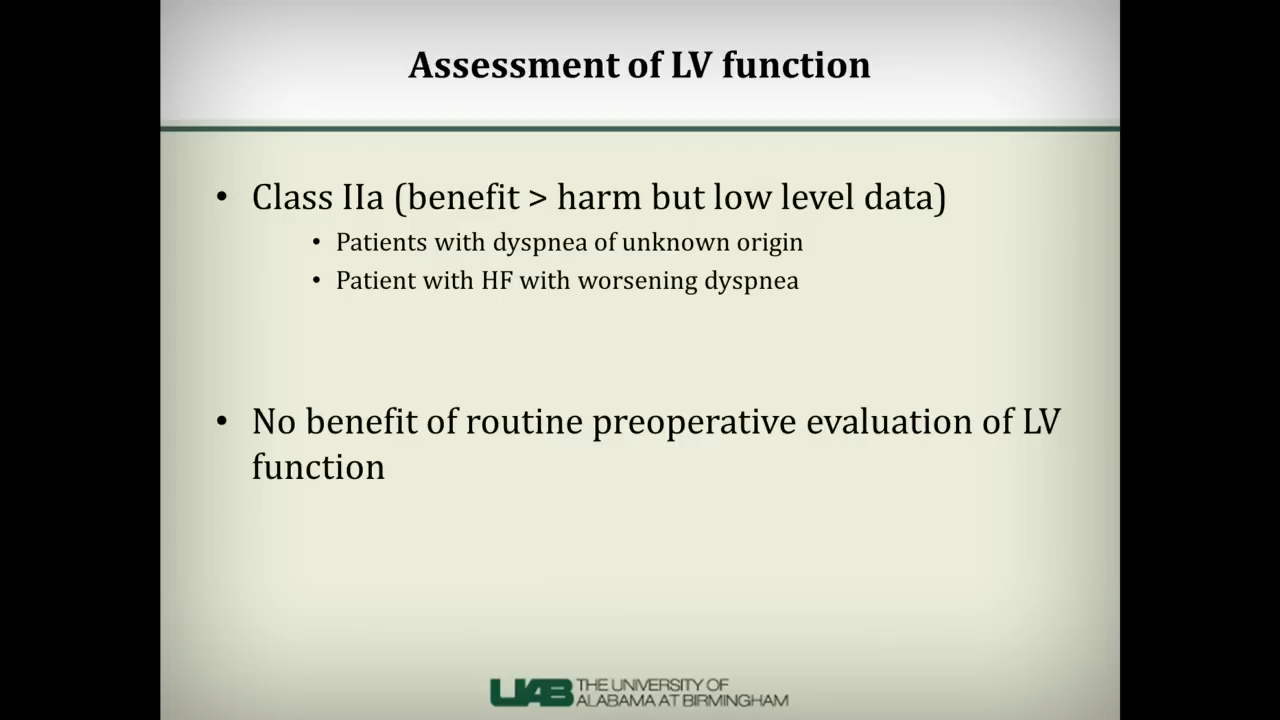 Assessment of LV function
• Class IIa (benefit > harm but low level data)
• Patients with dyspnea of unknown origin
• Patient with HF with worsening dyspnea
• No benefit of routine preoperative evaluation of LV
function
UAB THE UNIVERSITY OF
ALABAMA AT BIRMINGHAM